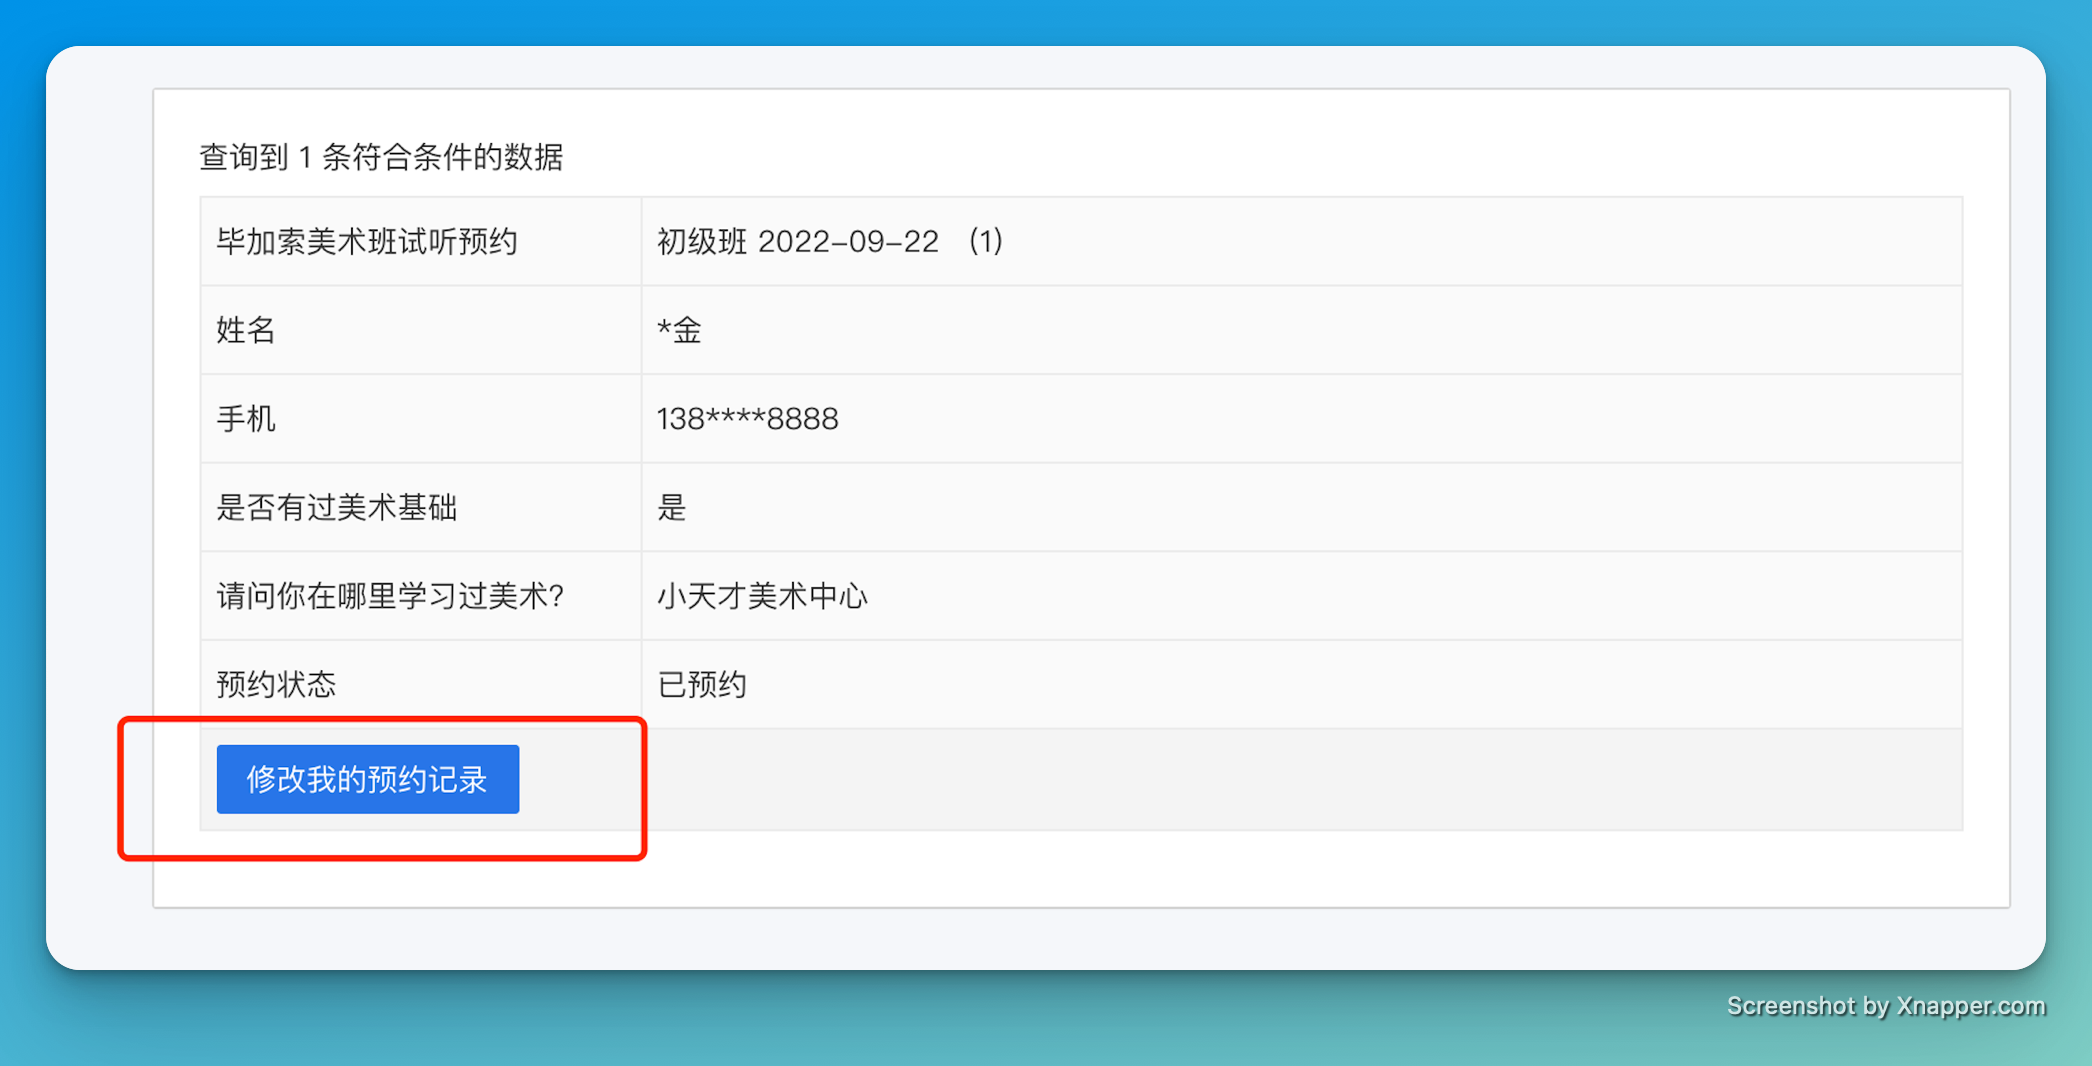 查询到 1 条符合条件的数据
毕加索美术班试听预约 初级班 2022-09-22 (1)
姓名 *金
手机 138****8888
是否有过美术基础 是
请问你在哪里学习过美术? 小天才美术中心
预约状态 已预约
修改我的预约记录
Screenshot by Xnapper.com